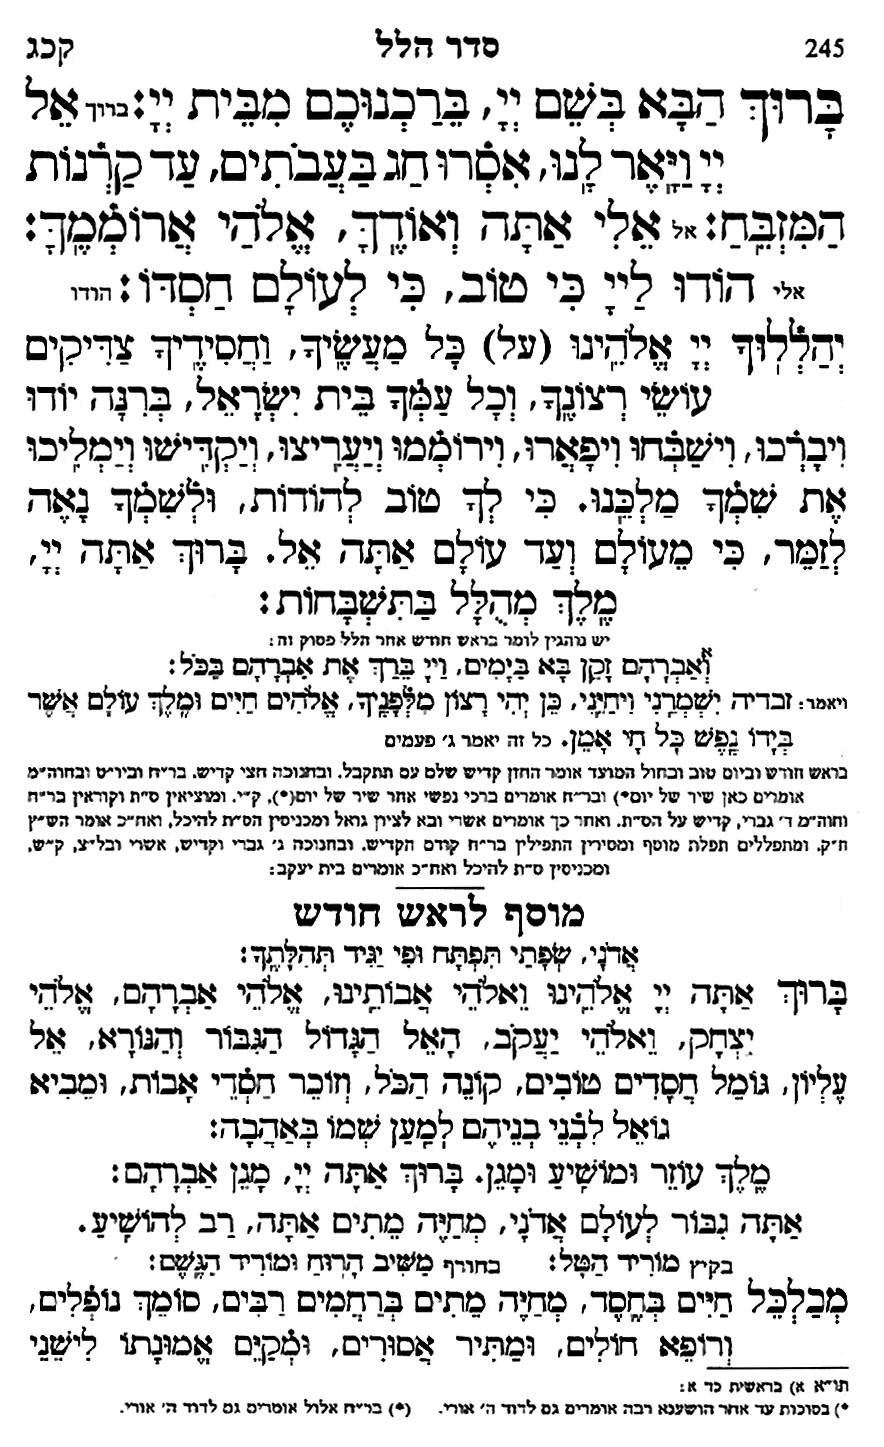 245 סדר הלל קכג
בָּרוּךְ הַבָּא בְּשֵׁם יְיָ, בֵּרַכְנוּכֶם מִבֵּית יְיָ: ברוך אֵל
יְיָ וַיָּאֶר לָנוּ, אִסְרוּ חַג בַּעֲבֹתִים, עַד קַרְנוֹת
הַמִּזְבֵּחַ: אל אֵלִי אַתָּה וְאוֹדֶךָּ, אֱלֹהַי אֲרוֹמְמֶךָּ:
אלי הוֹדוּ לַייָ כִּי טוֹב, כִּי לְעוֹלָם חַסְדּוֹ: הודו
יְהַלְלוּךָ יְיָ אֱלֹהֵינוּ (על) כָּל מַעֲשֶׂיךָ, וַחֲסִידֶיךָ צַדִּיקִים
עוֹשֵׂי רְצוֹנֶךָ, וְכָל עַמְּךָ בֵּית יִשְׂרָאֵל, בְּרִנָּה יוֹדוּ
וִיבָרְכוּ, וִישַׁבְּחוּ וִיפָאֲרוּ, וִירוֹמְמוּ וְיַעֲרִיצוּ, וְיַקְדִּישׁוּ וְיַמְלִיכוּ
אֶת שִׁמְךָ מַלְכֵּנוּ. כִּי לְךָ טוֹב לְהוֹדוֹת, וּלְשִׁמְךָ נָאֶה
לְזַמֵּר, כִּי מֵעוֹלָם וְעַד עוֹלָם אַתָּה אֵל. בָּרוּךְ אַתָּה יְיָ,
מֶלֶךְ מְהֻלָּל בַּתִּשְׁבָּחוֹת:
יש נוהגין לומר בראש חודש אחר הלל פסוק זה:
א וְאַבְרָהָם זָקֵן בָּא בַּיָּמִים, וַייָ בֵּרַךְ אֶת אַבְרָהָם בַּכֹּל:
ויאמר: זבדיה יִשְׁמְרֵנִי וִיחַיֵּנִי, כֵּן יְהִי רָצוֹן מִלְּפָנֶיךָ, אֱלֹהִים חַיִּים וּמֶלֶךְ עוֹלָם אֲשֶׁר
בְּיָדוֹ נֶפֶשׁ כָּל חָי אָמֵן. כל זה יאמר ג׳ פעמים
בראש חודש וביום טוב ובחול המועד אומר החזן קדיש שלם עם תתקבל. ובחנוכה חצי קדיש. בר״ח וביו״ט ובחוה״מ
אומרים כאן שיר של יום*) ובר״ח אומרים ברכי נפשי אחר שיר של יום(*), ק״י. ומוציאין ס״ת וקוראין בר״ח
וחוה״מ ד׳ גברי, קדיש על הס״ת. ואחר כך אומרים אשרי ובא לציון גואל ומכניסין הס״ת להיכל, ואח״כ אומר הש״ץ
ח״ק. ומתפללים תפלת מוסף ומסירין התפילין בר״ח קודם הקדיש. ובחנוכה ג׳ גברי וקדיש, אשרי ובל״צ, ק״ש,
ומכניסין ס״ת להיכל ואח״כ אומרים בית יעקב:
מוסף לראש חודש
אֲדֹנָי, שְׂפָתַי תִּפְתָּח וּפִי יַגִּיד תְּהִלָּתֶךָ:
בָּרוּךְ אַתָּה יְיָ אֱלֹהֵינוּ וֵאלֹהֵי אֲבוֹתֵינוּ, אֱלֹהֵי אַבְרָהָם, אֱלֹהֵי
יִצְחָק, וֵאלֹהֵי יַעֲקֹב, הָאֵל הַגָּדוֹל הַגִּבּוֹר וְהַנּוֹרָא, אֵל
עֶלְיוֹן, גּוֹמֵל חֲסָדִים טוֹבִים, קוֹנֵה הַכֹּל, וְזוֹכֵר חַסְדֵי אָבוֹת, וּמֵבִיא
גוֹאֵל לִבְנֵי בְנֵיהֶם לְמַעַן שְׁמוֹ בְּאַהֲבָה:
מֶלֶךְ עוֹזֵר וּמוֹשִׁיעַ וּמָגֵן. בָּרוּךְ אַתָּה יְיָ, מָגֵן אַבְרָהָם:
אַתָּה גִבּוֹר לְעוֹלָם אֲדֹנָי, מְחַיֶּה מֵתִים אַתָּה, רַב לְהוֹשִׁיעַ.
בקיץ מוֹרִיד הַטָּל: בחורף מַשִּׁיב הָרוּחַ וּמוֹרִיד הַגֶּשֶׁם:
מְכַלְכֵּל חַיִּים בְּחֶסֶד, מְחַיֶּה מֵתִים בְּרַחֲמִים רַבִּים, סוֹמֵךְ נוֹפְלִים,
וְרוֹפֵא חוֹלִים, וּמַתִּיר אֲסוּרִים, וּמְקַיֵּם אֱמוּנָתוֹ לִישֵׁנֵי
תו״א א) בראשית כד א:
*) בסוכות עד אחר הושענא רבה אומרים גם לדוד ה׳ אורי. (*) בר״ח אלול אומרים גם לדוד ה׳ אורי.